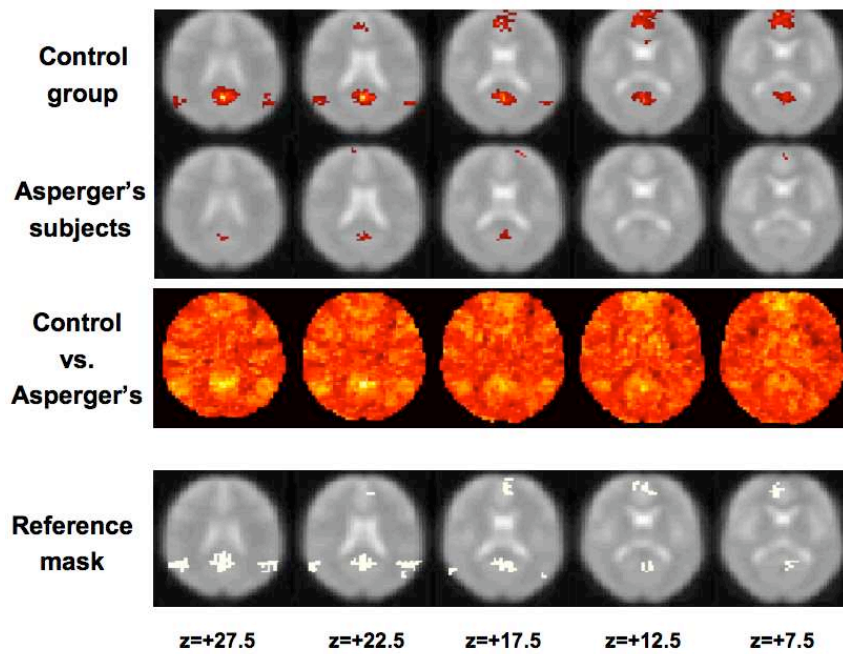 Control
group
Asperger's
subjects
Control
vs.
Asperger's
Reference
mask
z=+27.5 z=+22.5 z=+17.5 z=+12.5 z=+7.5